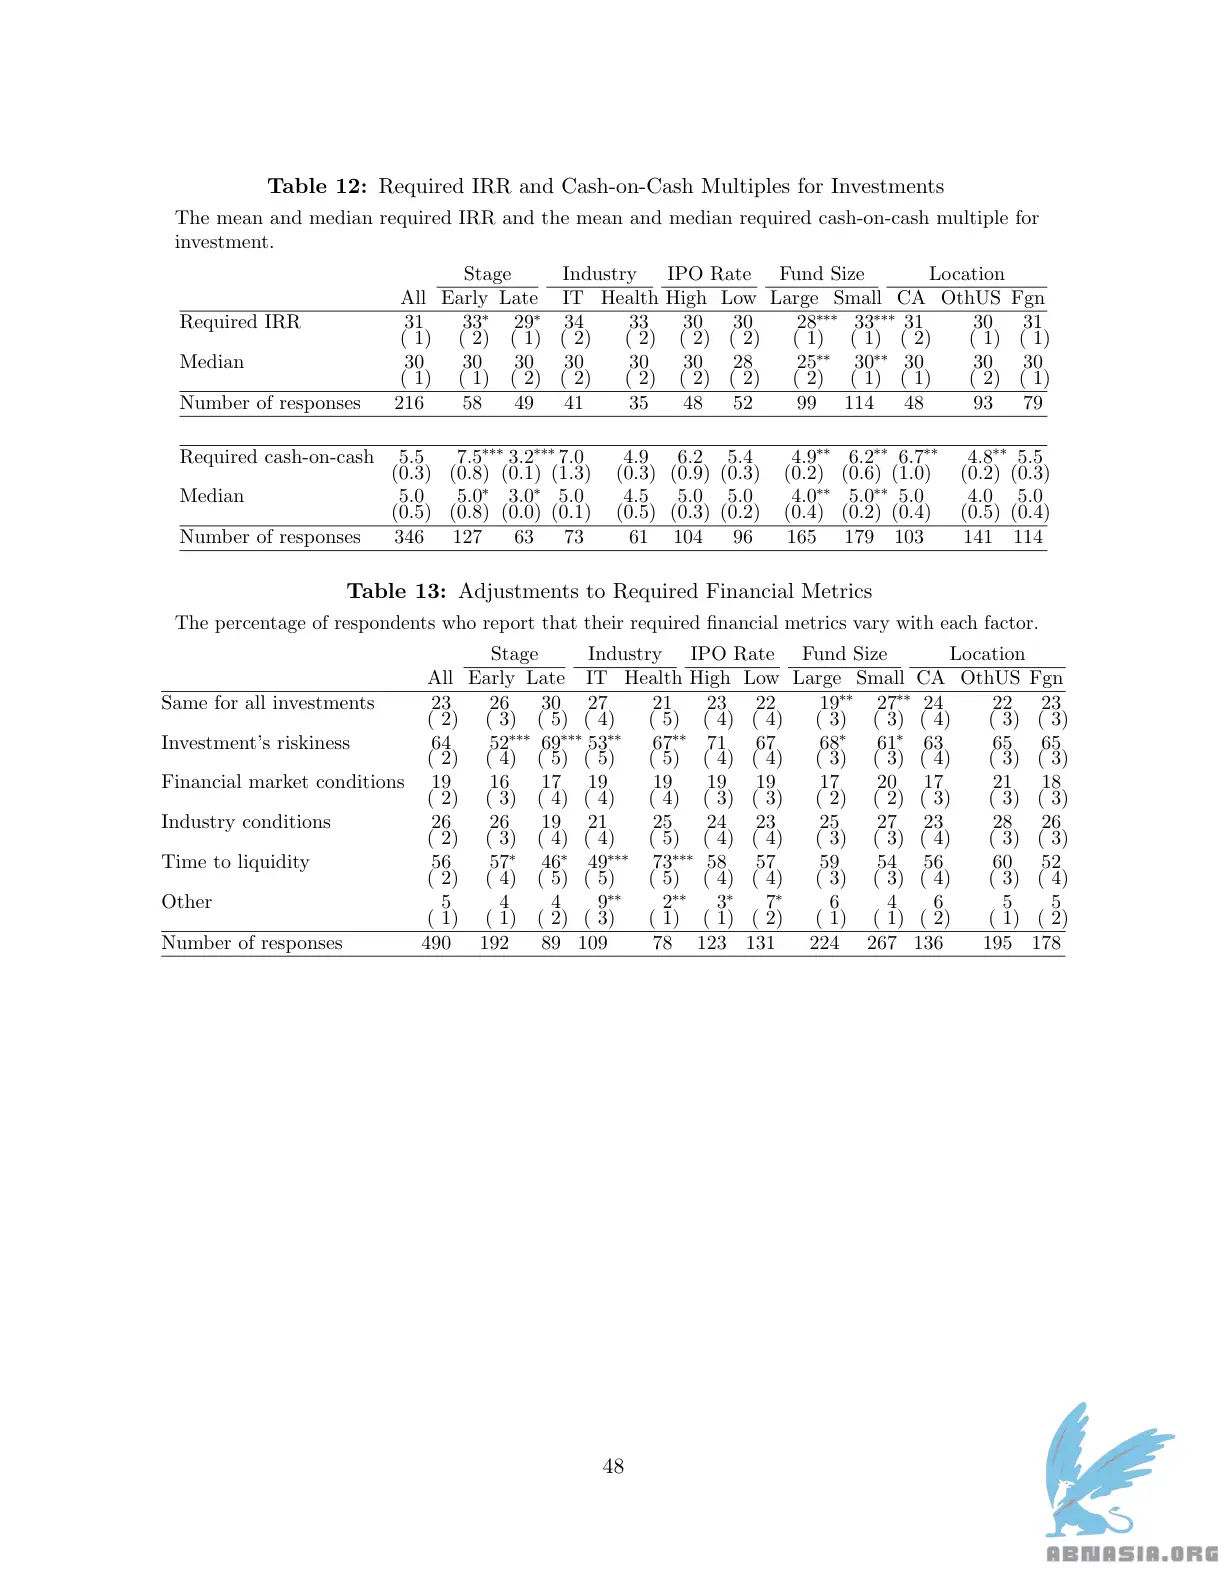 Table 12: Required IRR and Cash-on-Cash Multiples for Investments
The mean and median required IRR and the mean and median required cash-on-cash multiple for
investment.
Stage Industry IPO Rate Fund Size Location
All Early Late IT Health High Low Large Small CA OthUS Fgn
Required IRR 31 33* 29* 34 33 30 30 28*** 33*** 31 30 31
( 1) ( 2) ( 1) ( 2) ( 2) ( 2) ( 2) ( 1) ( 1) ( 2) ( 1) ( 1)
Median 30 30 30 30 30 30 28 25** 30** 30 30 30
( 1) ( 1) ( 2) ( 2) ( 2) ( 2) ( 2) ( 2) ( 1) ( 1) ( 2) ( 1)
Number of responses 216 58 49 41 35 48 52 99 114 48 93 79
Required cash-on-cash 5.5 7.5*** 3.2*** 7.0 4.9 6.2 5.4 4.9** 6.2** 6.7** 4.8** 5.5
(0.3) (0.8) (0.1) (1.3) (0.3) (0.9) (0.3) (0.2) (0.6) (1.0) (0.2) (0.3)
Median 5.0 5.0* 3.0* 5.0 4.5 5.0 5.0 4.0** 5.0** 5.0 4.0 5.0
(0.5) (0.8) (0.0) (0.1) (0.5) (0.3) (0.2) (0.4) (0.2) (0.4) (0.5) (0.4)
Number of responses 346 127 63 73 61 104 96 165 179 103 141 114
Table 13: Adjustments to Required Financial Metrics
The percentage of respondents who report that their required financial metrics vary with each factor.
Stage Industry IPO Rate Fund Size Location
All Early Late IT Health High Low Large Small CA OthUS Fgn
Same for all investments 23 26 30 27 21 23 22 19** 27** 24 22 23
( 2) ( 3) ( 5) ( 4) ( 5) ( 4) ( 4) ( 3) ( 3) ( 4) ( 3) ( 3)
Investment's riskiness 64 52*** 69*** 53** 67** 71 67 68* 61* 63 65 65
( 2) ( 4) ( 5) ( 5) ( 5) ( 4) ( 4) ( 3) ( 3) ( 4) ( 3) ( 3)
Financial market conditions 19 16 17 19 19 19 19 17 20 17 21 18
( 2) ( 3) ( 4) ( 4) ( 4) ( 3) ( 3) ( 2) ( 2) ( 3) ( 3) ( 3)
Industry conditions 26 26 19 21 25 24 23 25 27 23 28 26
( 2) ( 3) ( 4) ( 4) ( 5) ( 4) ( 4) ( 3) ( 3) ( 4) ( 3) ( 3)
Time to liquidity 56 57* 46* 49*** 73*** 58 57 59 54 56 60 52
( 2) ( 4) ( 5) ( 5) ( 5) ( 4) ( 4) ( 3) ( 3) ( 4) ( 3) ( 4)
Other 5 4 4 9** 2** 3* 7* 6 4 6 5 5
( 1) ( 1) ( 2) ( 3) ( 1) ( 1) ( 2) ( 1) ( 1) ( 2) ( 1) ( 2)
Number of responses 490 192 89 109 78 123 131 224 267 136 195 178
48
ABNASIA.ORG